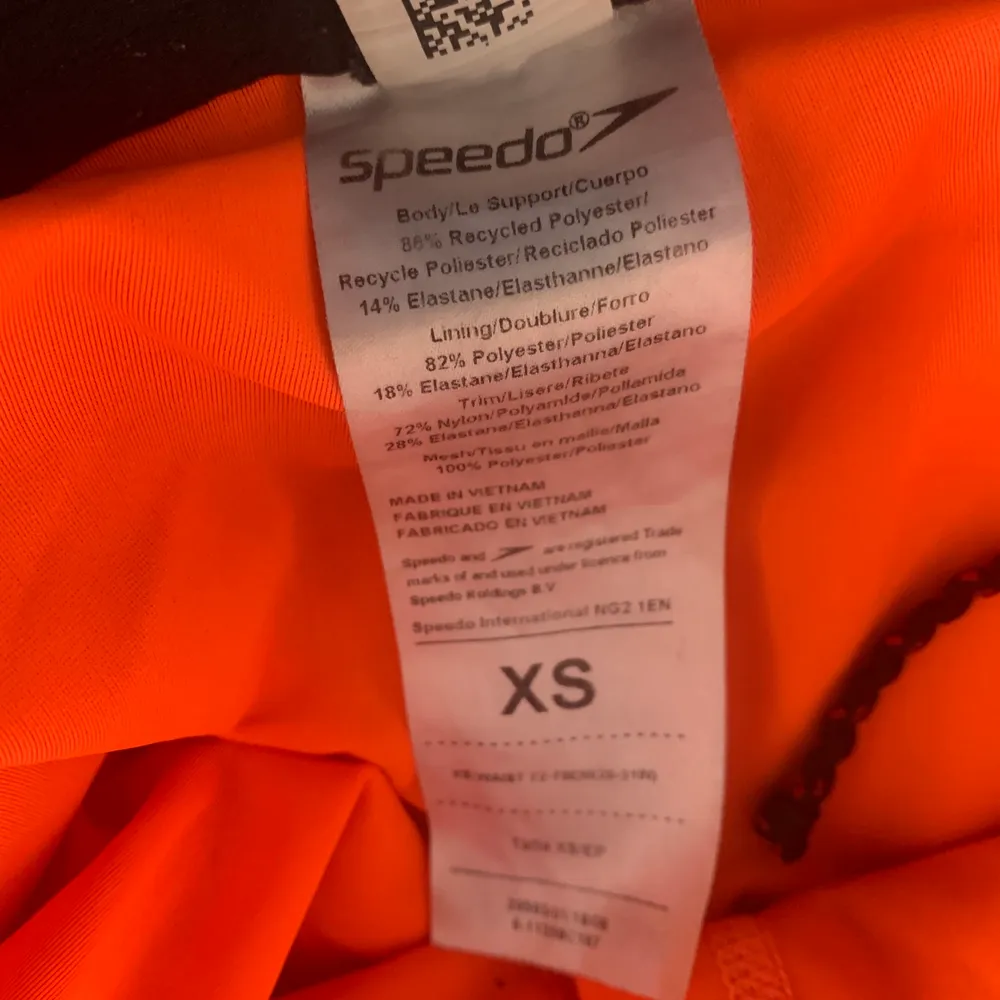 speedo®
Body/Le Support/Cuerpo
86% Recycled Polyester/
Recycle Poliester/Reciclado Poliester
14% Elastane/Elasthanne/Elastano
Lining/Doublure/Forro
82% Polyester/Poliester
18% Elastane/Elasthanna/Elastano
Trim/Lisere/Ribete
72% Nylon/Polyamide/Poliamida
28% Elastane/Elasthanna/Elastano
Mesh/Tissu en maille/Malla
100% Polyester/Poliester
MADE IN VIETNAM
FABRIQUE EN VIETNAM
FABRICADO EN VIETNAM
Speedo and are registered Trade
marks of and used under licence from
Speedo Holdings B.V
Speedo International NG2 1EN
XS
Talla XS/EP